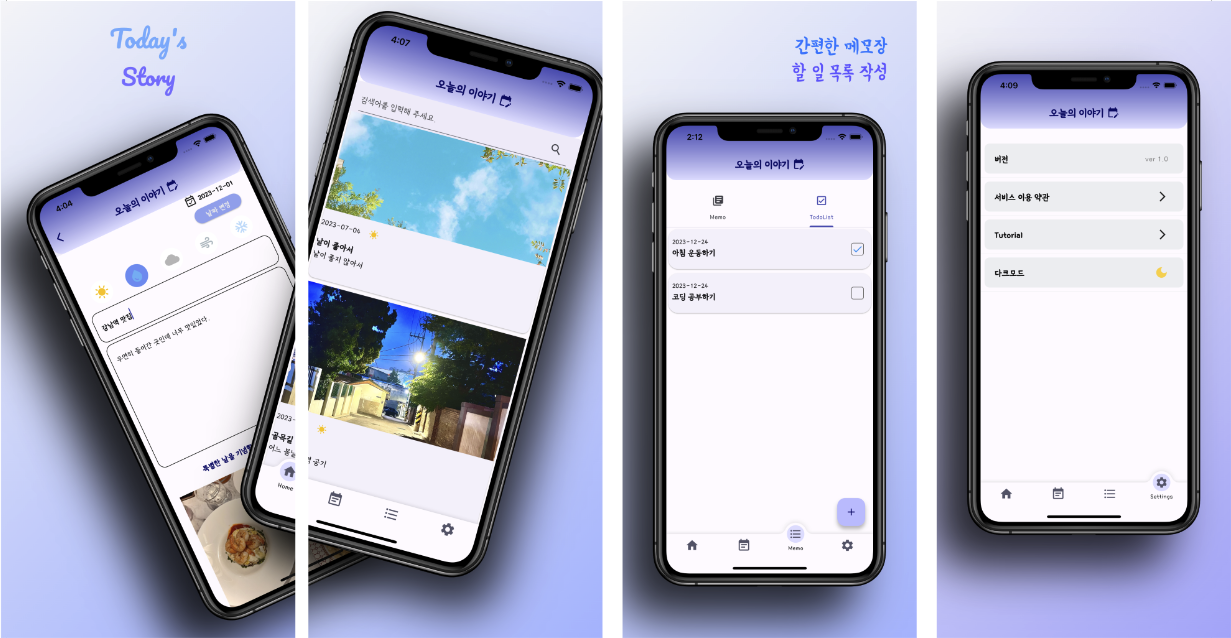 Today's
Story
4:04
오늘의 이야기
2023-12-01
날씨 변경
강남역 맛집
우연히 들어간 곳인데 너무 맛있었다.
특별한 날을 기념할
2023-
골목길
어느 봄날
Home
4:07
오늘의 이야기
검색어를 입력해 주세요.
2023-07-06
날이 좋아서
날이 좋지 않아서
공기
간편한 메모장
할 일 목록 작성
2:12
오늘의 이야기
Memo
TodoList
2023-12-24
아침 운동하기
2023-12-24
코딩 공부하기
+
Memo
4:09
오늘의 이야기
버전
ver 1.0
서비스 이용 약관
Tutorial
다크모드
Settings